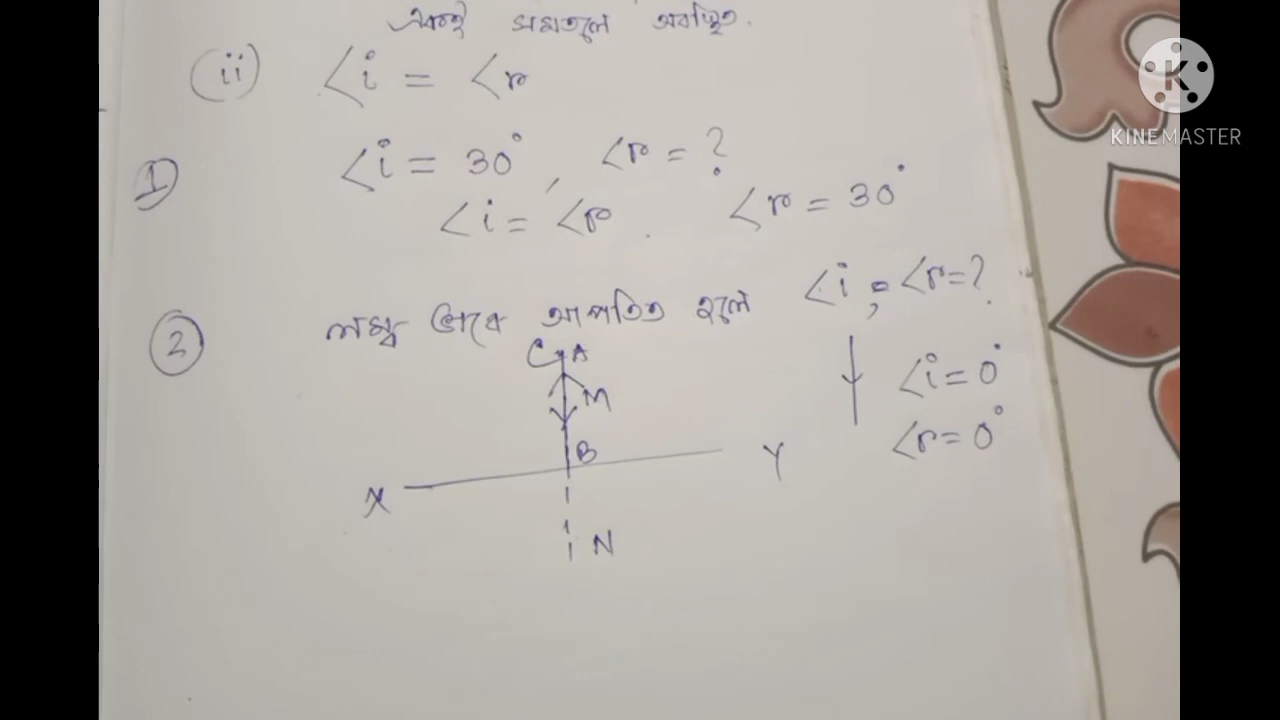 একই সমতলে অবস্থিত.
(ii) <i = <r
① <i = 30°, <r = ?
<i = <r . <r = 30°
② লম্ব ভাবে আপতিত হলে <i ; <r = ?
C A
M
<i = 0°
<r = 0°
B
X Y
N
KINEMASTER